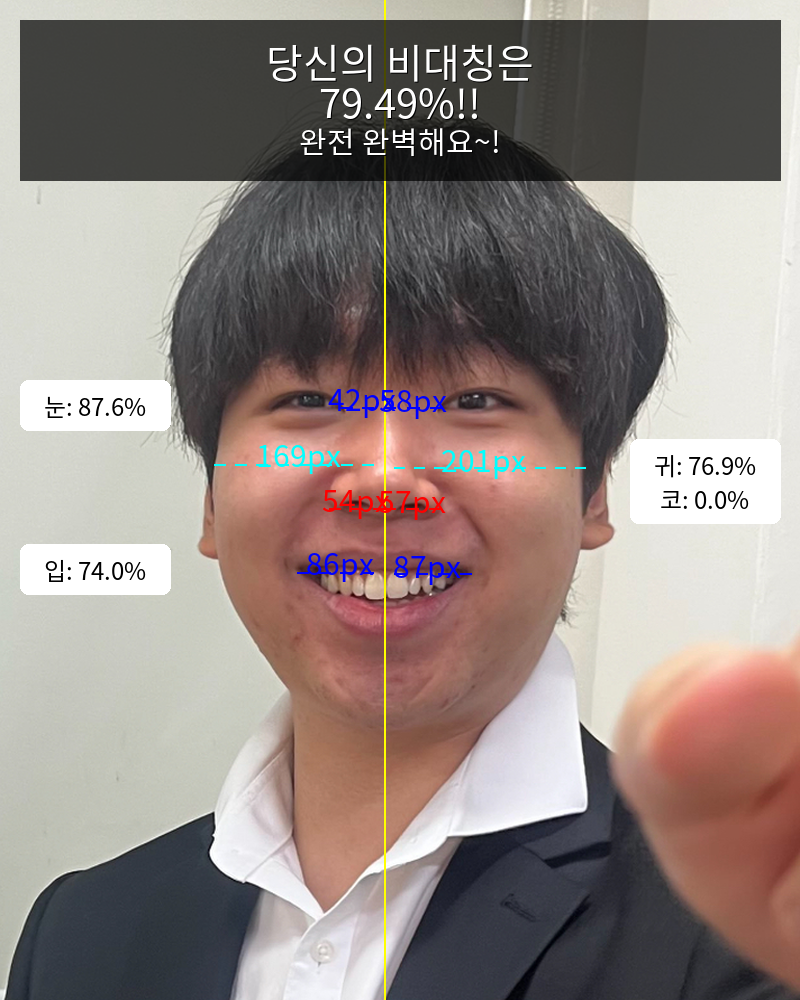 당신의 비대칭은
79.49%!!
완전 완벽해요~!
42px
58px
눈: 87.6%
169px
201px
귀: 76.9%
코: 0.0%
54px
57px
86px
87px
입: 74.0%